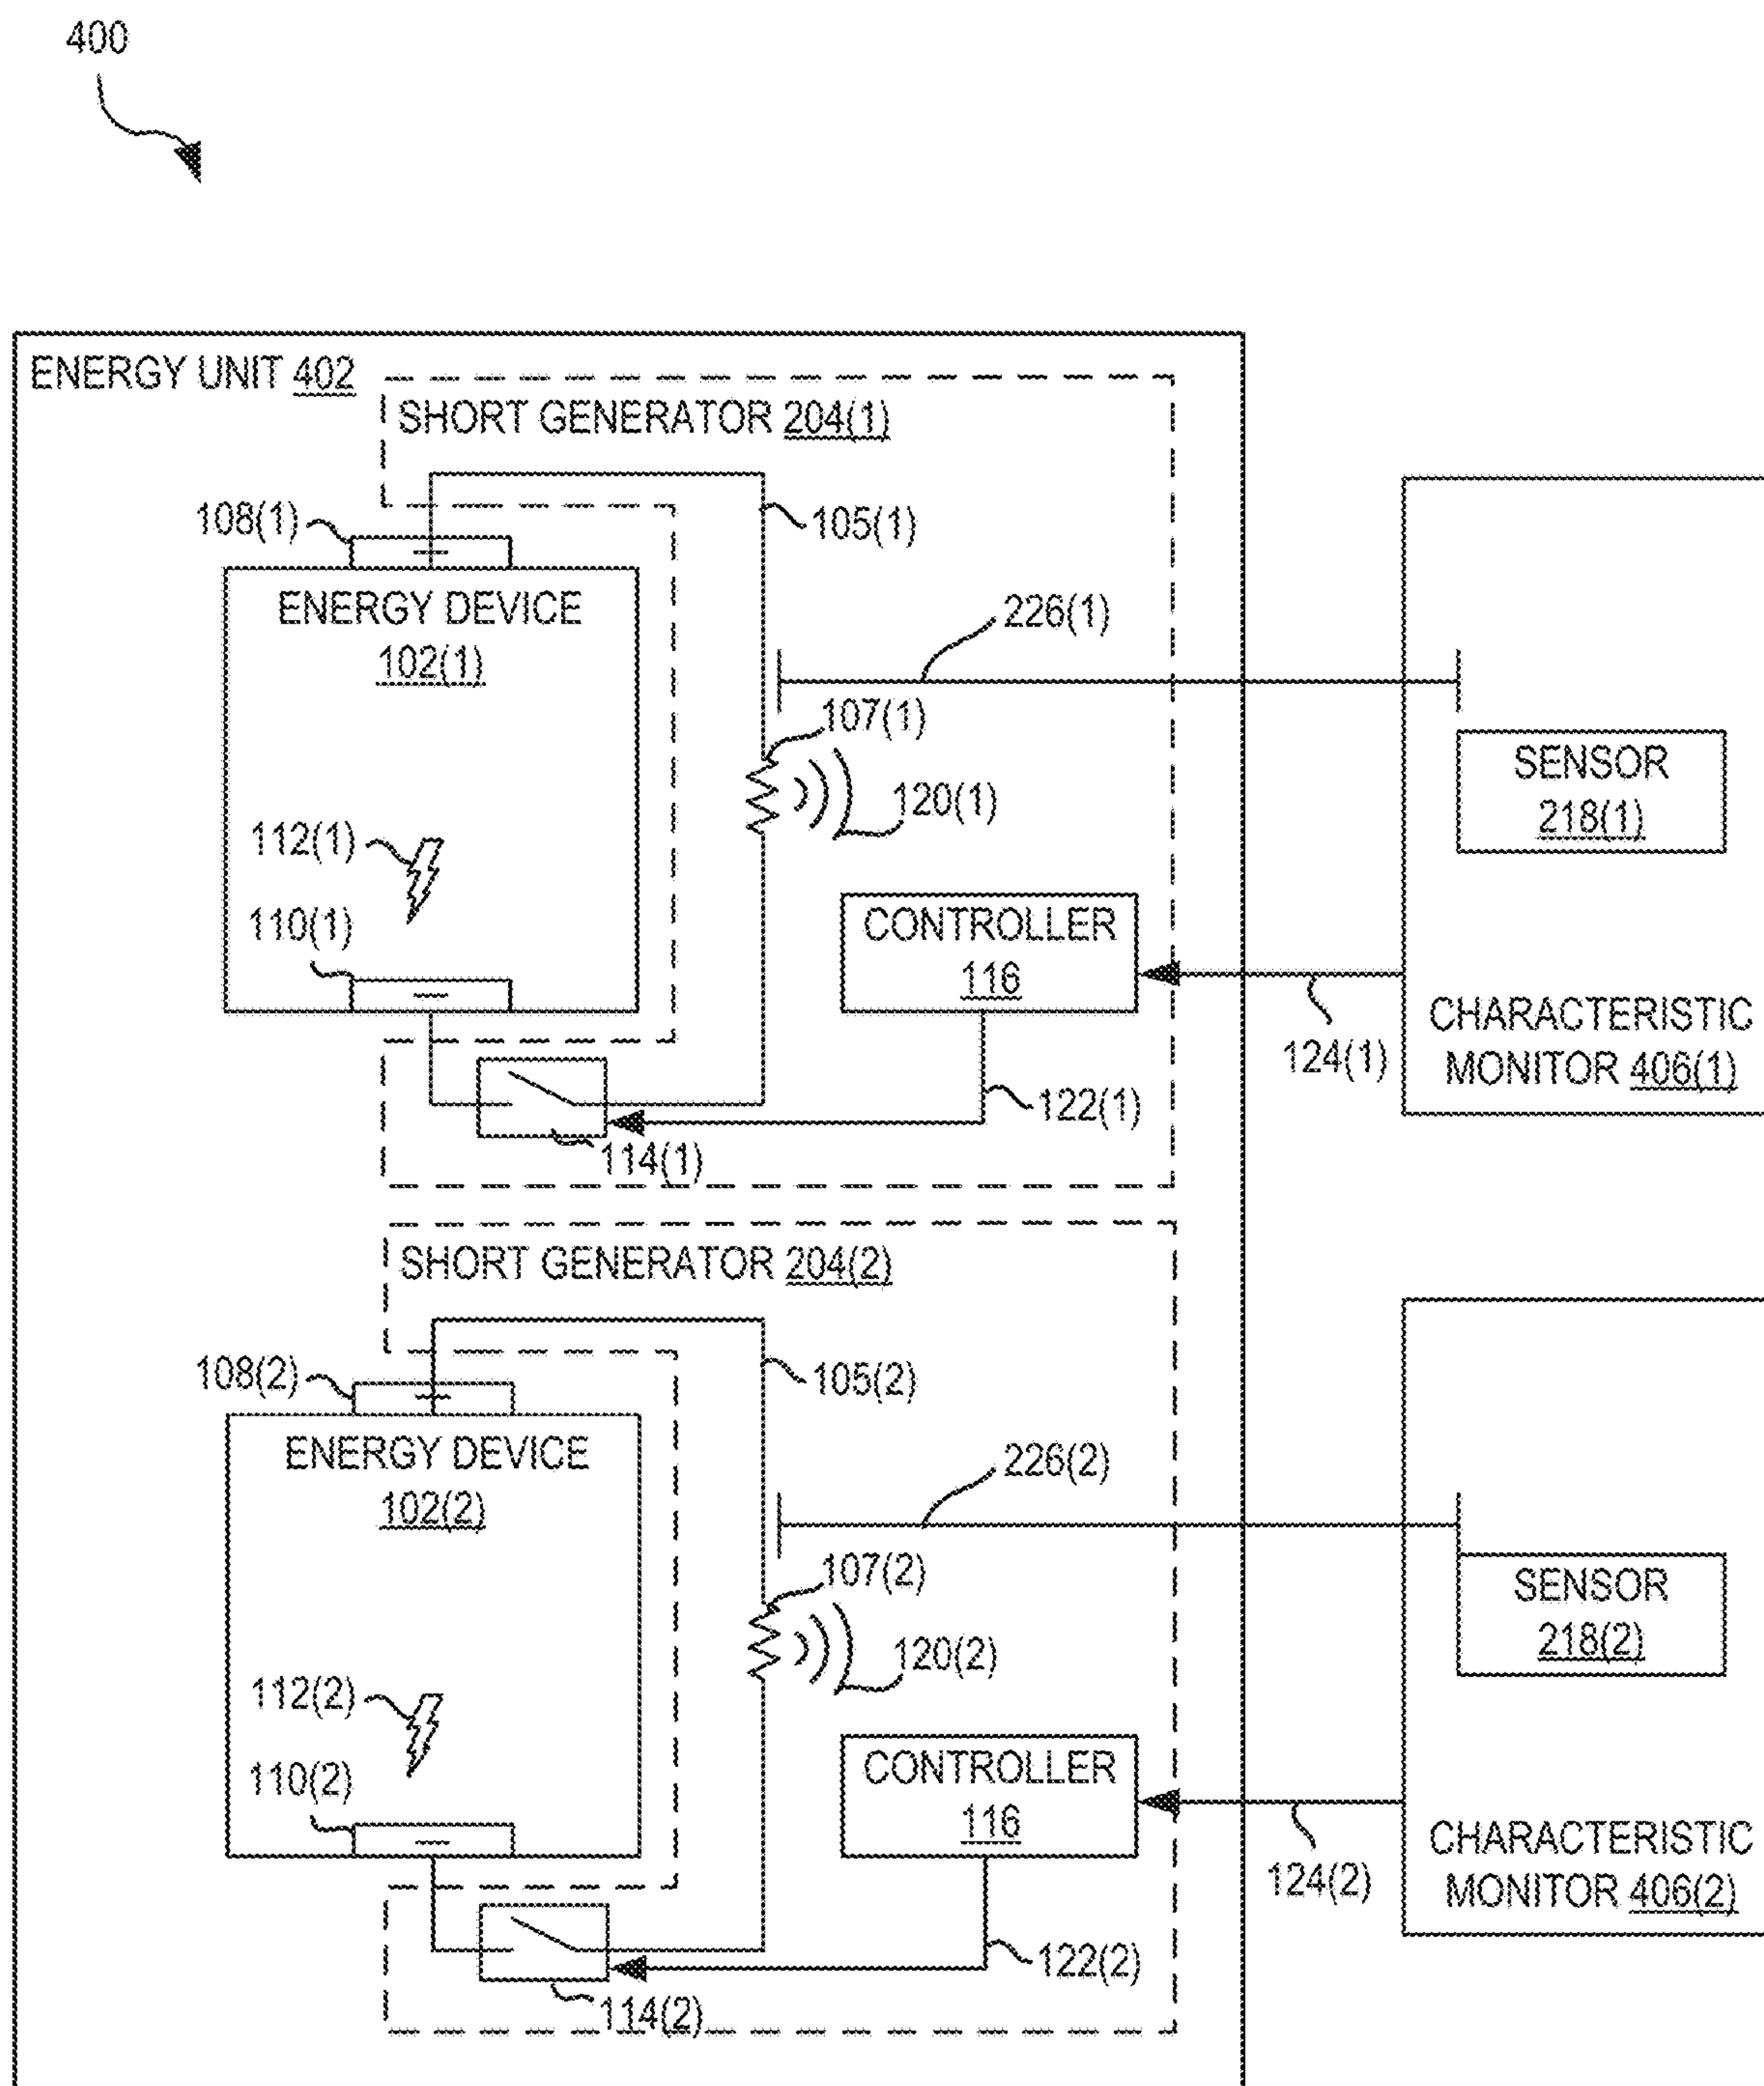 400
ENERGY UNIT 402
SHORT GENERATOR 204(1)
108(1)
105(1)
ENERGY DEVICE
102(1)
226(1)
107(1)
SENSOR
218(1)
120(1)
112(1)
110(1)
CONTROLLER
116
CHARACTERISTIC
MONITOR 406(1)
124(1)
122(1)
114(1)
SHORT GENERATOR 204(2)
108(2)
105(2)
ENERGY DEVICE
102(2)
226(2)
107(2)
SENSOR
218(2)
120(2)
112(2)
110(2)
CONTROLLER
116
CHARACTERISTIC
MONITOR 406(2)
124(2)
122(2)
114(2)